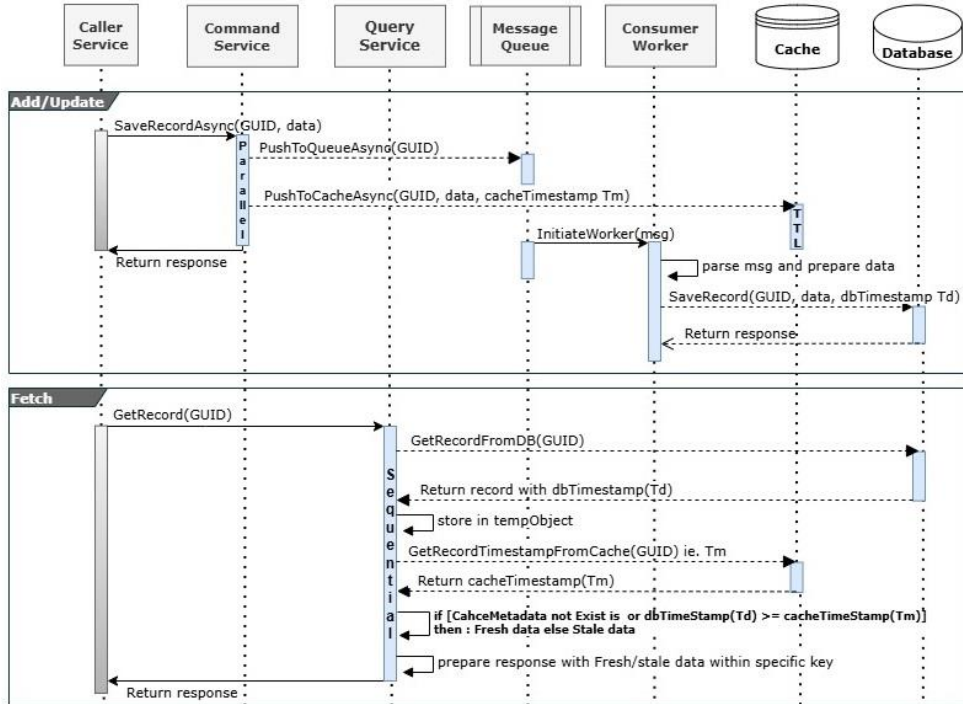 Caller
Service
Command
Service
Query
Service
Message
Queue
Consumer
Worker
Cache
Database
Add/Update
SaveRecordAsync(GUID, data)
Parallel
PushToQueueAsync(GUID)
PushToCacheAsync(GUID, data, cacheTimestamp Tm)
TTL
InitiateWorker(msg)
Return response
parse msg and prepare data
SaveRecord(GUID, data, dbTimestamp Td)
Return response
Fetch
GetRecord(GUID)
GetRecordFromDB(GUID)
Sequential
Return record with dbTimestamp(Td)
store in tempObject
GetRecordTimestampFromCache(GUID) ie. Tm
Return cacheTimestamp(Tm)
if [CahceMetadata not Exist is or dbTimeStamp(Td) >= cacheTimeStamp(Tm)]
then : Fresh data else Stale data
prepare response with Fresh/stale data within specific key
Return response